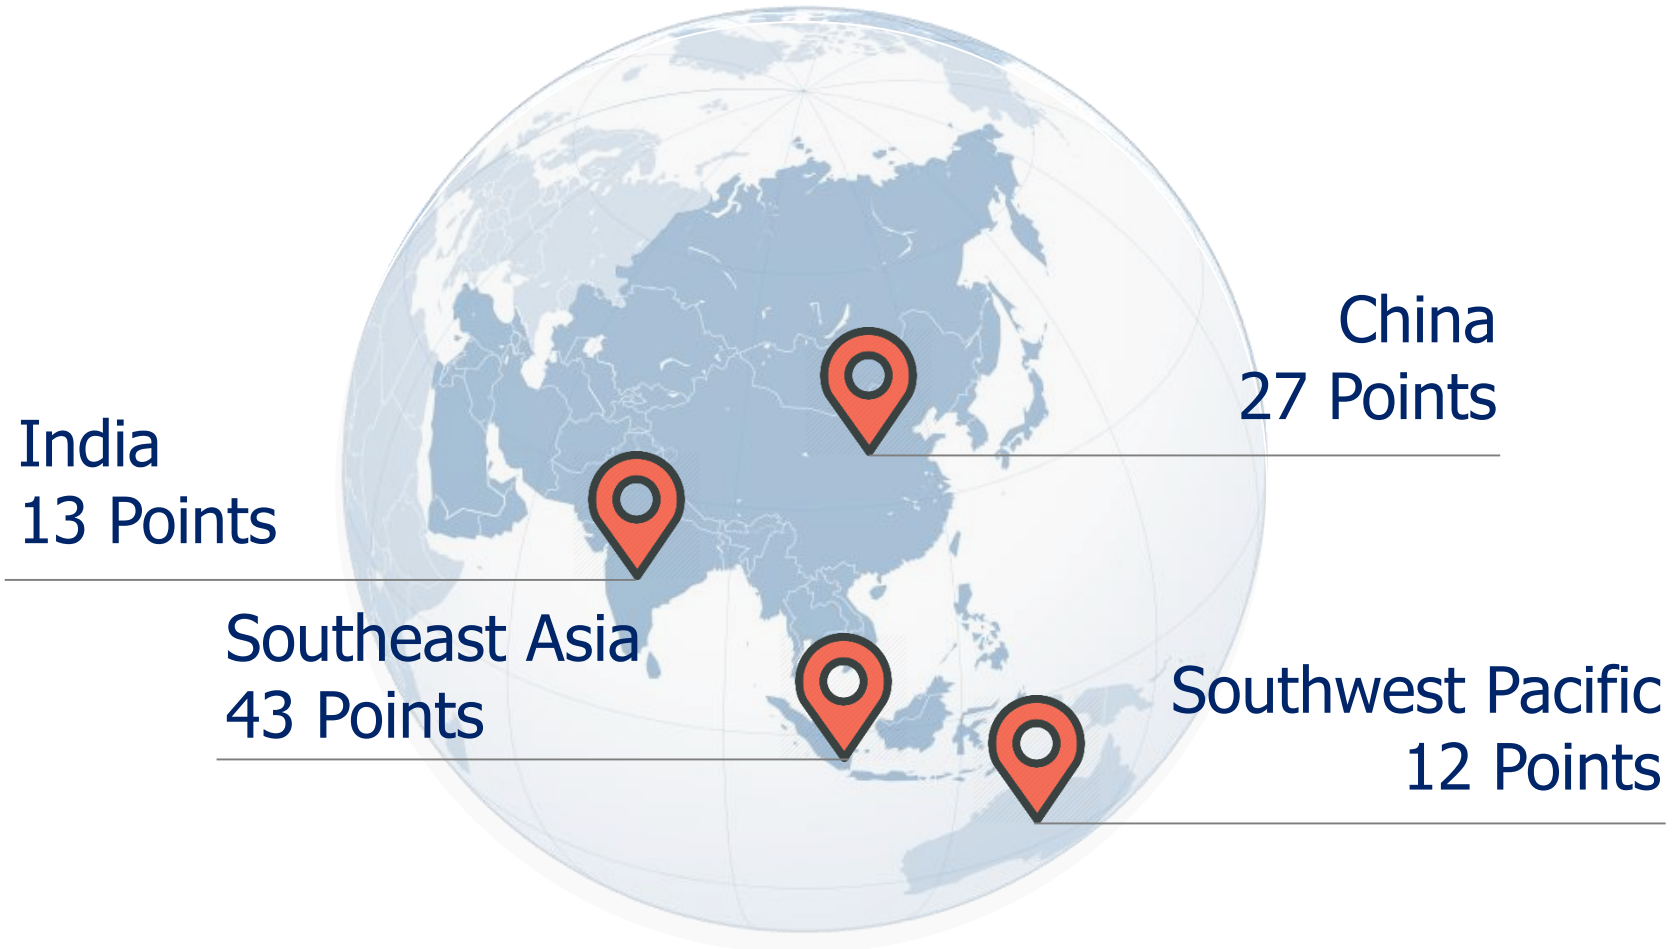 China
27 Points
India
13 Points
Southeast Asia
43 Points
Southwest Pacific
12 Points